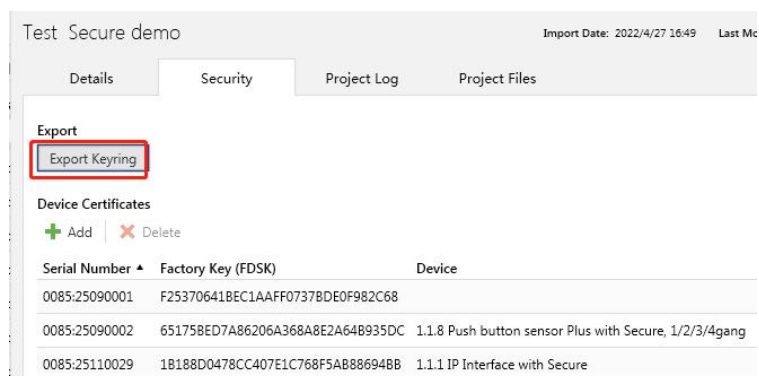 Test Secure demo
Import Date: 2022/4/27 16:49 Last Mo
Details Security Project Log Project Files
Export
Export Keyring
Device Certificates
Add Delete
Serial Number Factory Key (FDSK) Device
0085:25090001 F25370641BEC1AAFF0737BDE0F982C68
0085:25090002 65175BED7A86206A368A8E2A64B935DC 1.1.8 Push button sensor Plus with Secure, 1/2/3/4gang
0085:25110029 1B188D0478CC407E1C768F5AB88694BB 1.1.1 IP Interface with Secure